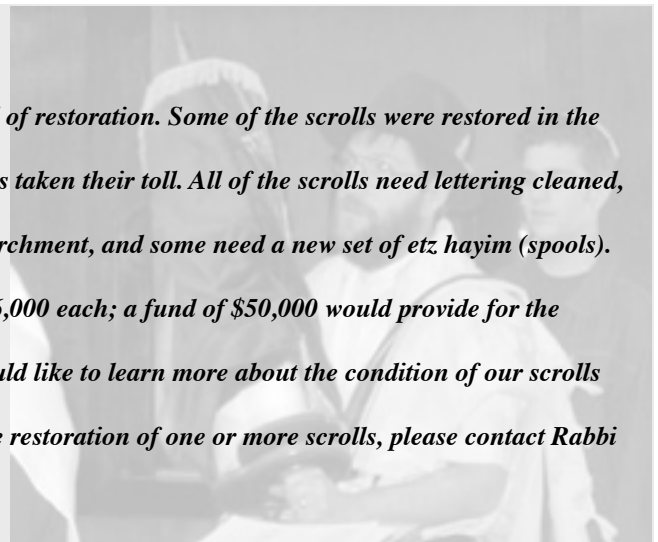 of restoration. Some of the scrolls were restored in the
s taken their toll. All of the scrolls need lettering cleaned,
rchment, and some need a new set of etz hayim (spools).
6,000 each; a fund of $50,000 would provide for the
uld like to learn more about the condition of our scrolls
e restoration of one or more scrolls, please contact Rabbi